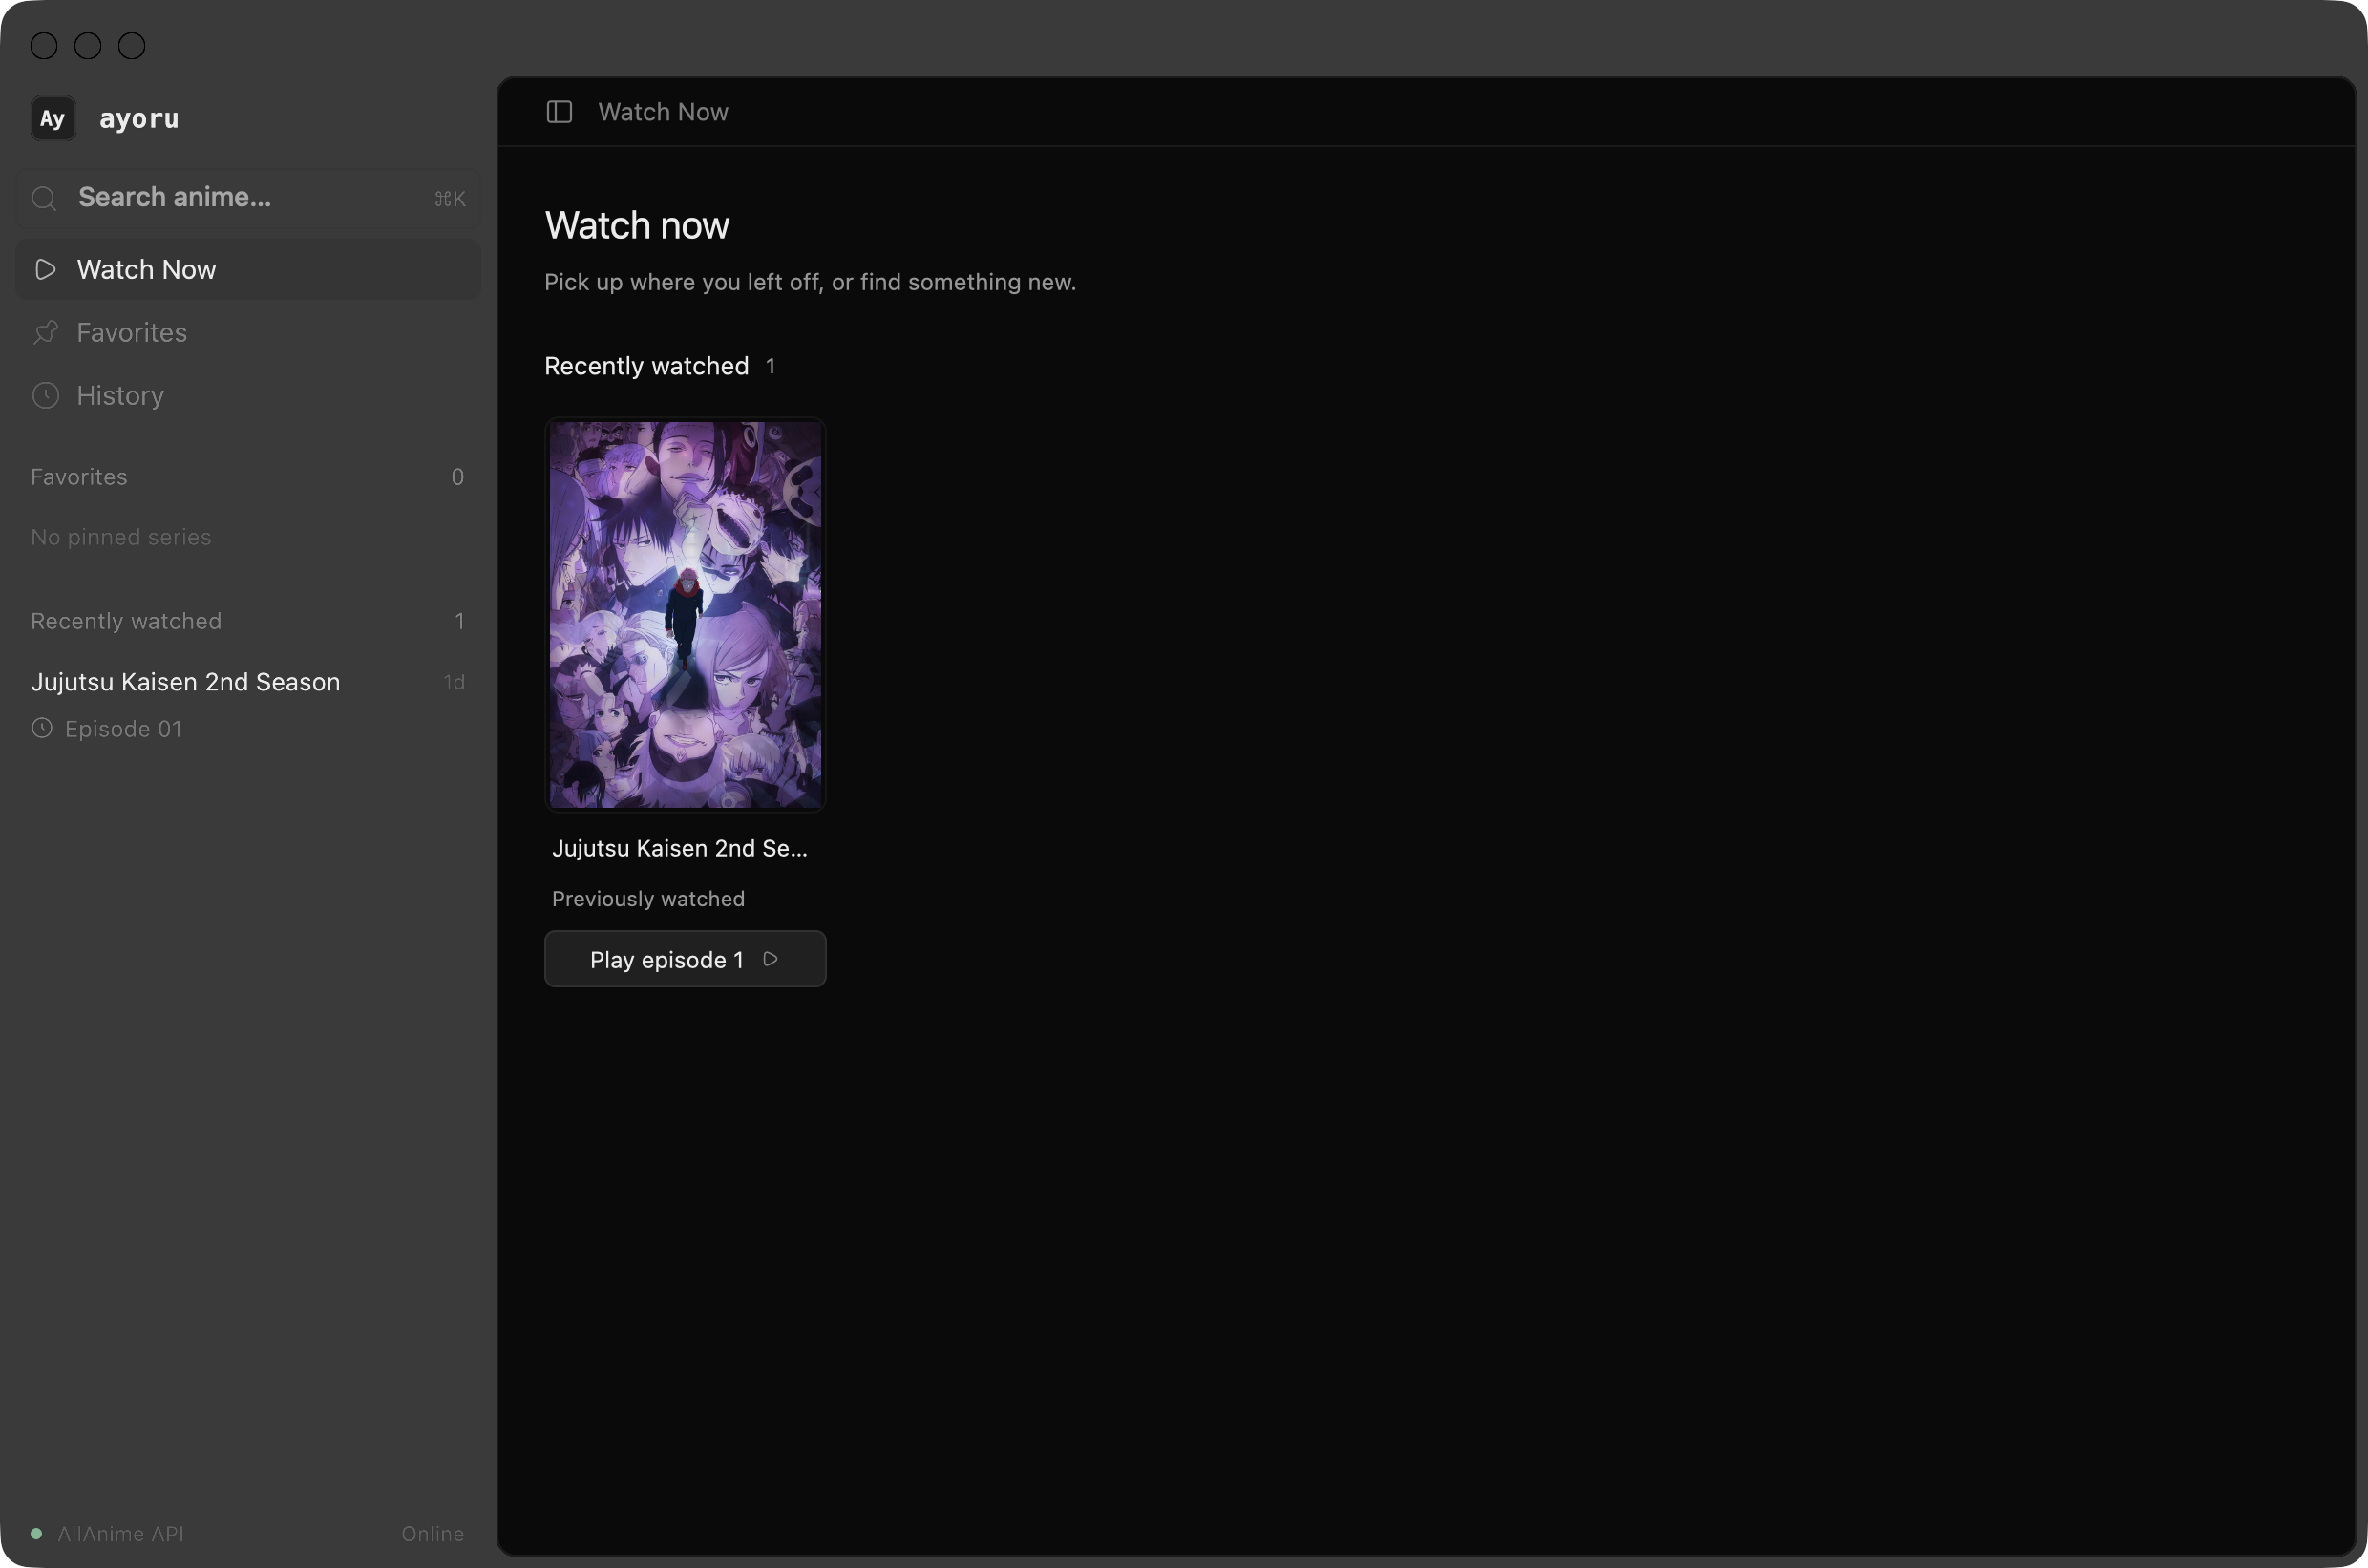 Ay ayoru
Search anime... ⌘K
Watch Now
Favorites
History
Favorites 0
No pinned series
Recently watched 1
Jujutsu Kaisen 2nd Season 1d
Episode 01
AllAnime API Online
Watch Now
Watch now
Pick up where you left off, or find something new.
Recently watched 1
Jujutsu Kaisen 2nd Se...
Previously watched
Play episode 1